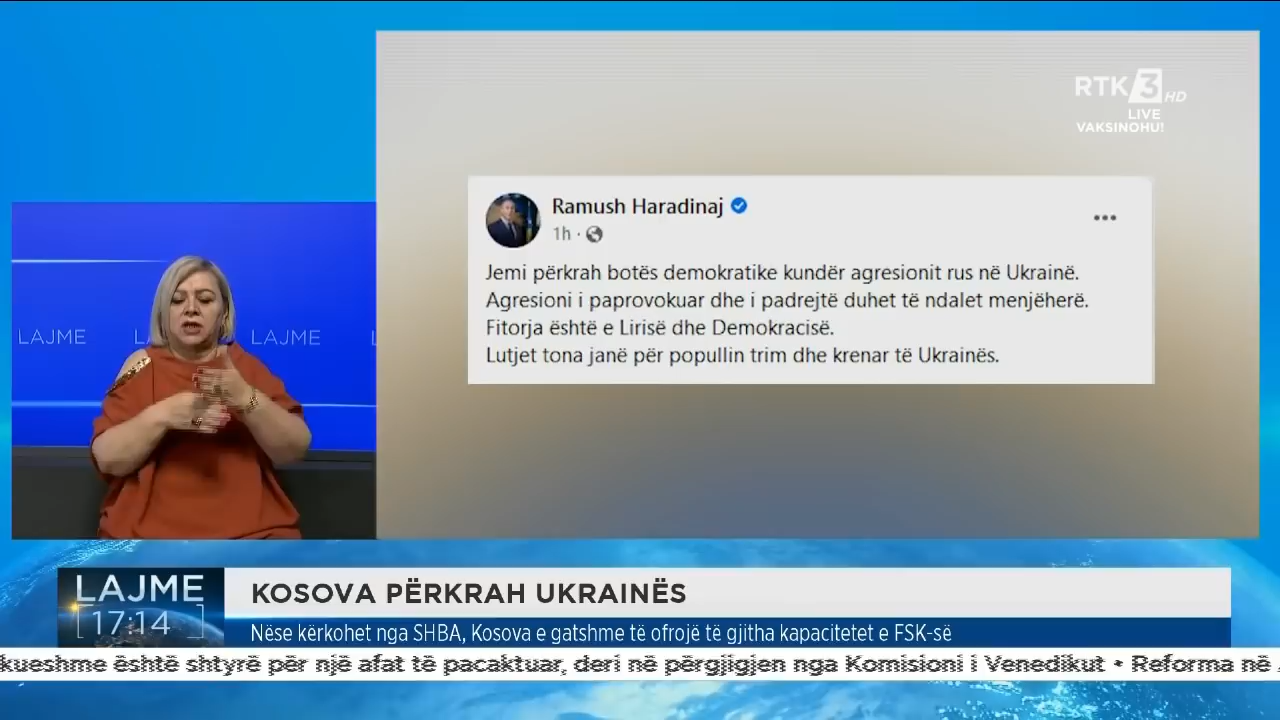 RTK 3 HD
LIVE
VAKSINOHU!
Ramush Haradinaj
1h ·
Jemi përkrah botës demokratike kundër agresionit rus në Ukrainë.
Agresioni i paprovokuar dhe i padrejtë duhet të ndalet menjëherë.
Fitorja është e Lirisë dhe Demokracisë.
Lutjet tona janë për popullin trim dhe krenar të Ukrainës.
LAJME
LAJME
LAJME
17:14
KOSOVA PËRKRAH UKRAINËS
Nëse kërkohet nga SHBA, Kosova e gatshme të ofrojë të gjitha kapacitetet e FSK-së
kueshme është shtyrë për një afat të pacaktuar, deri në përgjigjen nga Komisioni i Venedikut • Reforma në